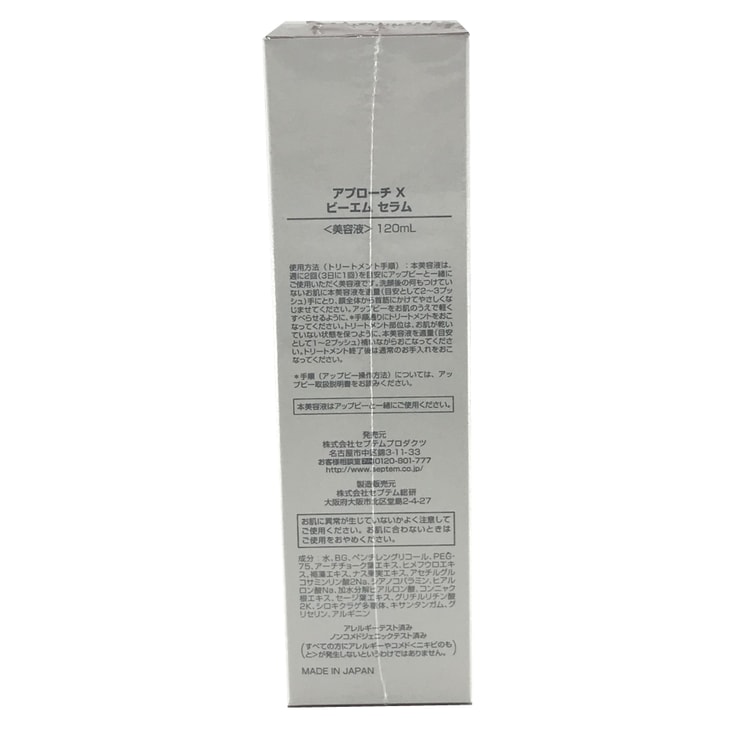 アプローチ X
ビーエム セラム
＜美容液＞ 120mL
使用方法（トリートメント手順）：本美容液は、
週に2回（3日に1回）を目安にアップビーと一緒に
ご使用いただく美容液です。洗顔後の何もつけてい
ないお肌に本美容液を適量（目安として2〜3プッ
シュ）手にとり、顔全体から首筋にかけてやさしくな
じませてください。アップビーをお肌のうえで軽く
すべらせるように、＊手順通りにトリートメントをおこ
なってください。トリートメント部位は、お肌が乾い
ていない状態を保つように、本美容液を適量（目安
として1〜2プッシュ）補いながらおこなってくださ
い。トリートメント終了後は通常のお手入れをおこ
なってください。
＊手順（アップビー操作方法）については、アッ
プビー取扱説明書をお読みください。
本美容液はアップビーと一緒にご使用ください。
発売元
株式会社セプテムプロダクツ
名古屋市中区錦3-11-33
お客様相談室 0120-801-777
http://www.septem.co.jp/
製造販売元
株式会社セプテム総研
大阪府大阪市北区堂島2-4-27
お肌に異常が生じていないかよく注意して
ご使用ください。お肌に合わないときは
ご使用をおやめください。
成分：水、BG、ペンチレングリコール、PEG-
75、アーチチョーク葉エキス、ヒメフウロエキ
ス、褐藻エキス、ナス果実エキス、アセチルグル
コサミンリン酸2Na、シアノコバラミン、ヒアル
ロン酸Na、加水分解ヒアルロン酸、コンニャク
根エキス、セージ葉エキス、グリチルリチン酸
2K、シロキクラゲ多糖体、キサンタンガム、グ
リセリン、アルギニン
アレルギーテスト済み
ノンコメドジェニックテスト済み
（すべての方にアレルギーやコメド＜ニキビのも
と＞が発生しないというわけではありません。）
MADE IN JAPAN